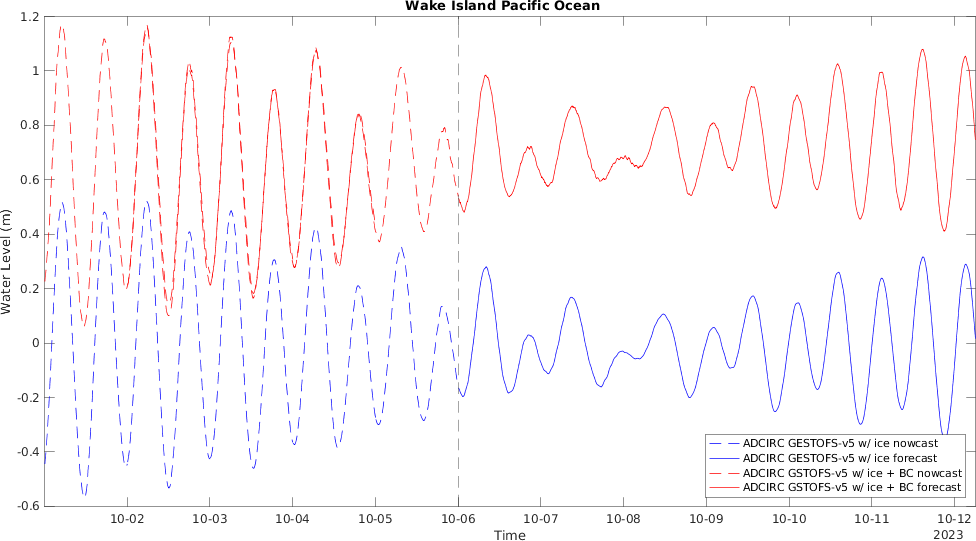 Wake Island Pacific Ocean
1.2
1
0.8
0.6
0.4
0.2
0
-0.2
-0.4
-0.6
Water Level (m)
ADCIRC GESTOFS-v5 w/ ice nowcast
ADCIRC GESTOFS-v5 w/ ice forecast
ADCIRC GSTOFS-v5 w/ ice + BC nowcast
ADCIRC GSTOFS-v5 w/ ice + BC forecast
10-02 10-03 10-04 10-05 10-06 10-07 10-08 10-09 10-10 10-11 10-12
Time 2023